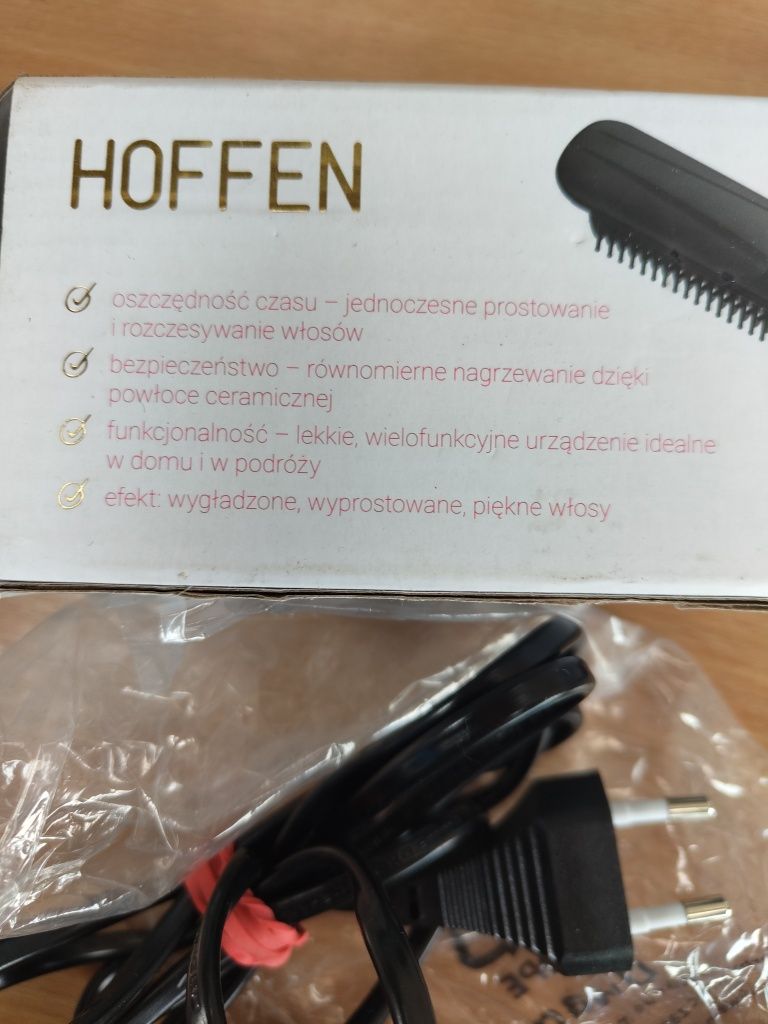 HOFFEN
oszczędność czasu – jednoczesne prostowanie
i rozczesywanie włosów
bezpieczeństwo – równomierne nagrzewanie dzięki
powłoce ceramicznej
funkcjonalność – lekkie, wielofunkcyjne urządzenie idealne
w domu i w podróży
efekt: wygładzone, wyprostowane, piękne włosy